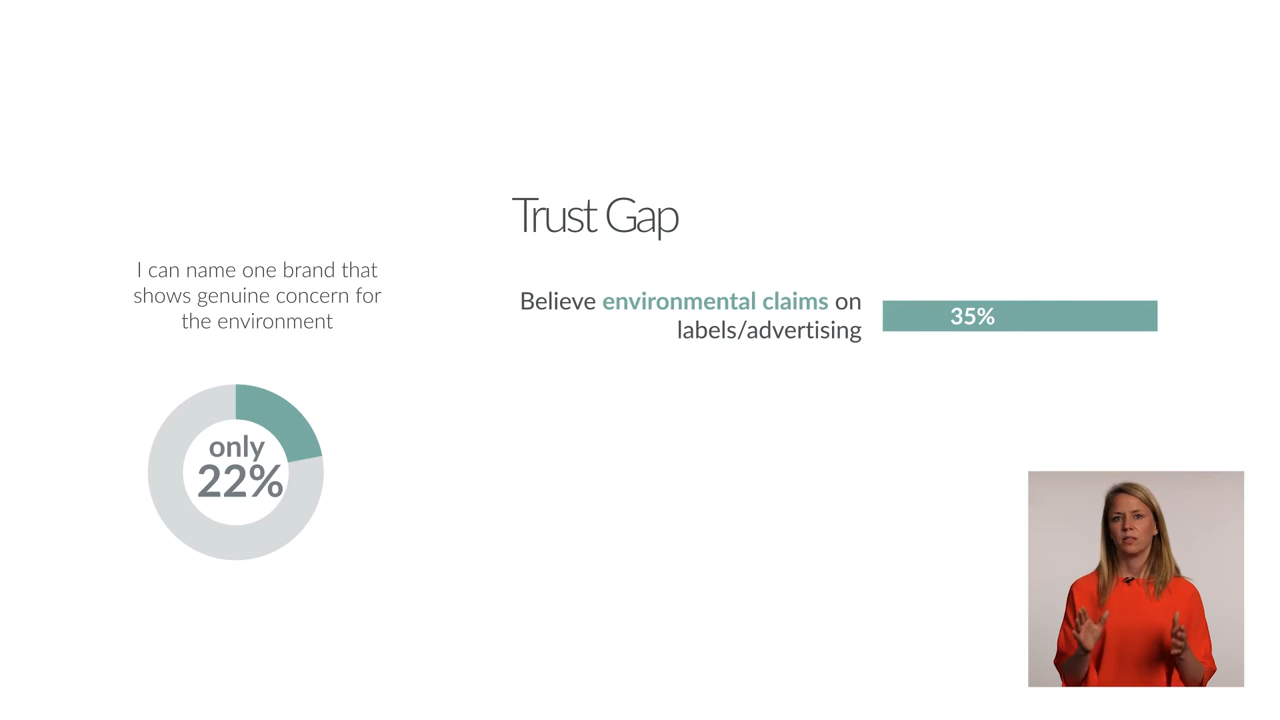 I can name one brand that
shows genuine concern for
the environment
only
22%
Trust Gap
Believe environmental claims on
labels/advertising
35%